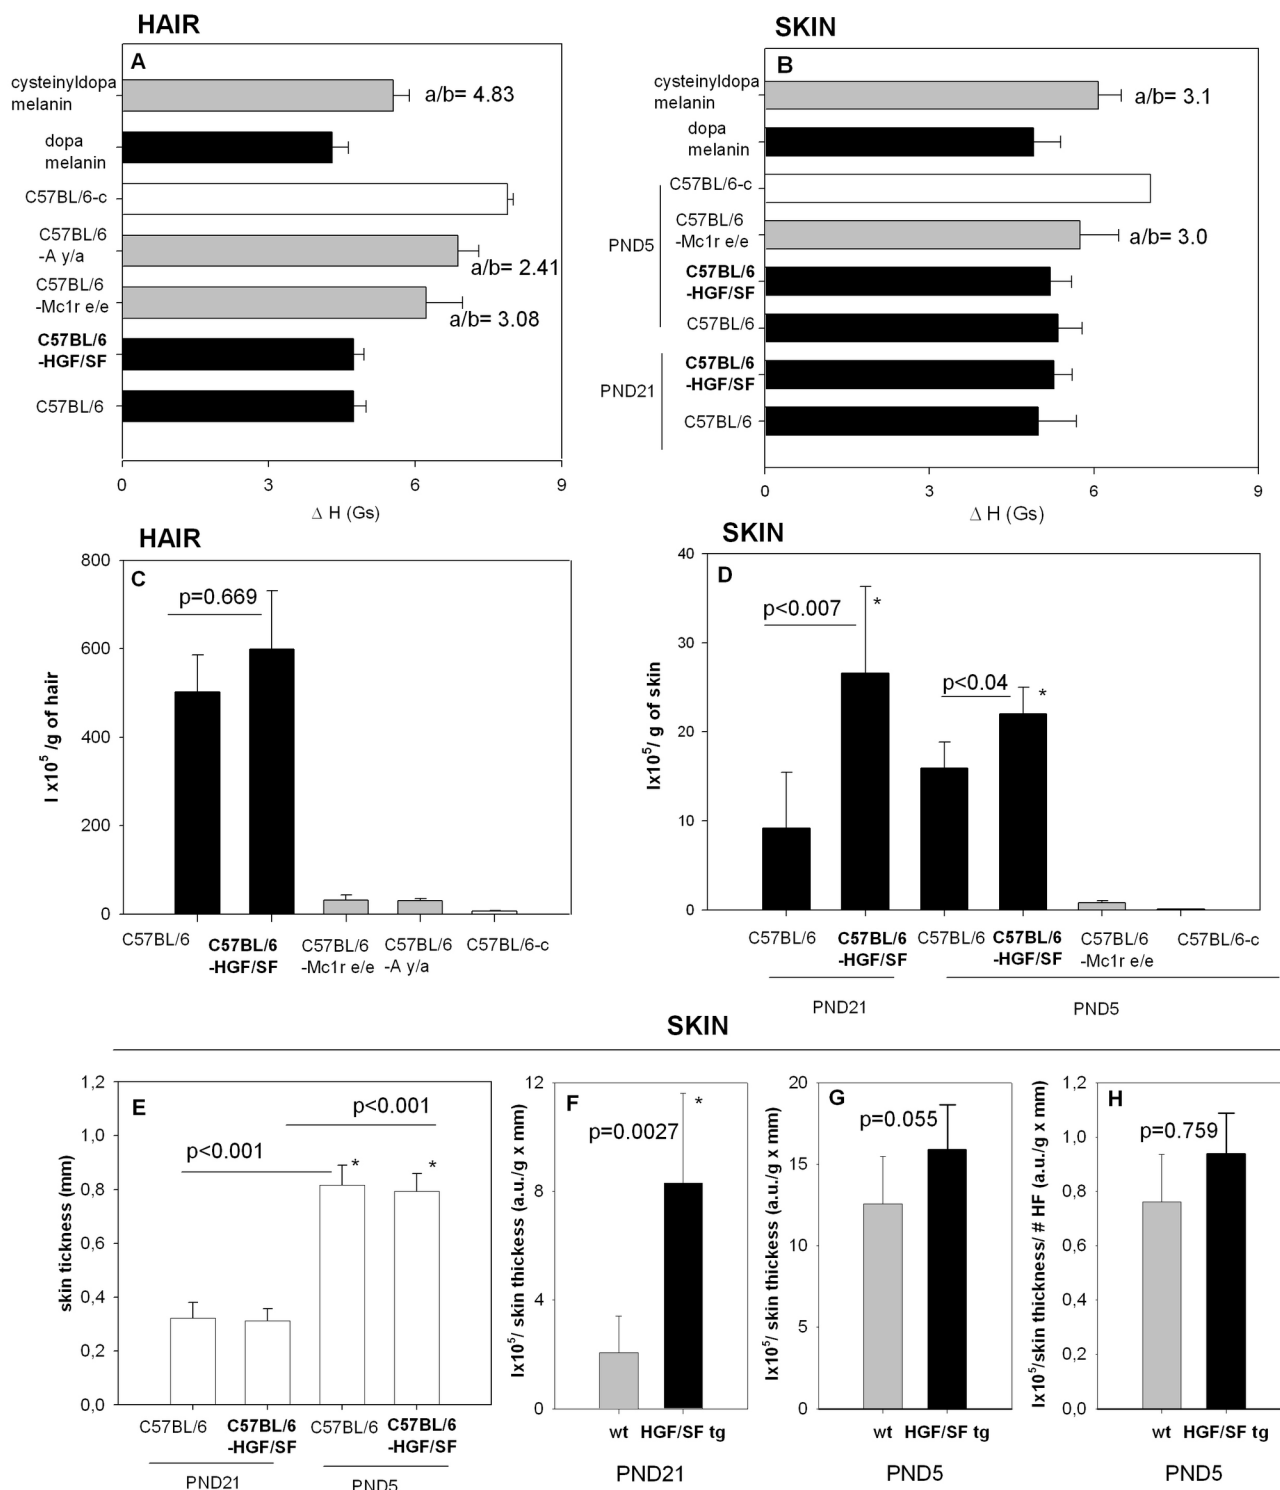 HAIR
A
cysteinyldopa
melanin
a/b= 4.83
dopa
melanin
C57BL/6-c
C57BL/6
-A y/a
a/b= 2.41
C57BL/6
-Mc1r e/e
a/b= 3.08
C57BL/6
-HGF/SF
C57BL/6
0 3 6 9
Δ H (Gs)
SKIN
B
cysteinyldopa
melanin
a/b= 3.1
dopa
melanin
C57BL/6-c
C57BL/6
-Mc1r e/e
a/b= 3.0
PND5
C57BL/6
-HGF/SF
C57BL/6
C57BL/6
-HGF/SF
PND21
C57BL/6
0 3 6 9
Δ H (Gs)
HAIR
C
p=0.669
I x10⁵ /g of hair
800
600
400
200
0
C57BL/6
C57BL/6
-HGF/SF
C57BL/6
-Mc1r e/e
C57BL/6
-A y/a
C57BL/6-c
SKIN
D
p<0.007
*
p<0.04
*
Ix10⁵/ g of skin
40
30
20
10
0
C57BL/6
C57BL/6
-HGF/SF
C57BL/6
C57BL/6
-HGF/SF
C57BL/6
-Mc1r e/e
C57BL/6-c
PND21
PND5
SKIN
E
p<0.001
p<0.001
*
*
skin tickness (mm)
1,2
1,0
0,8
0,6
0,4
0,2
0,0
C57BL/6
C57BL/6
-HGF/SF
C57BL/6
C57BL/6
-HGF/SF
PND21
PND5
F
*
p=0.0027
Ix10⁵/ skin thickess (a.u./g x mm)
12
8
4
0
wt HGF/SF tg
PND21
G
p=0.055
Ix10⁵/ skin thickness (a.u./g x mm)
20
15
10
5
0
wt HGF/SF tg
PND5
H
p=0.759
Ix10⁵/skin thickness/ # HF (a.u./g x mm)
1,2
1,0
0,8
0,6
0,4
0,2
0,0
wt HGF/SF tg
PND5